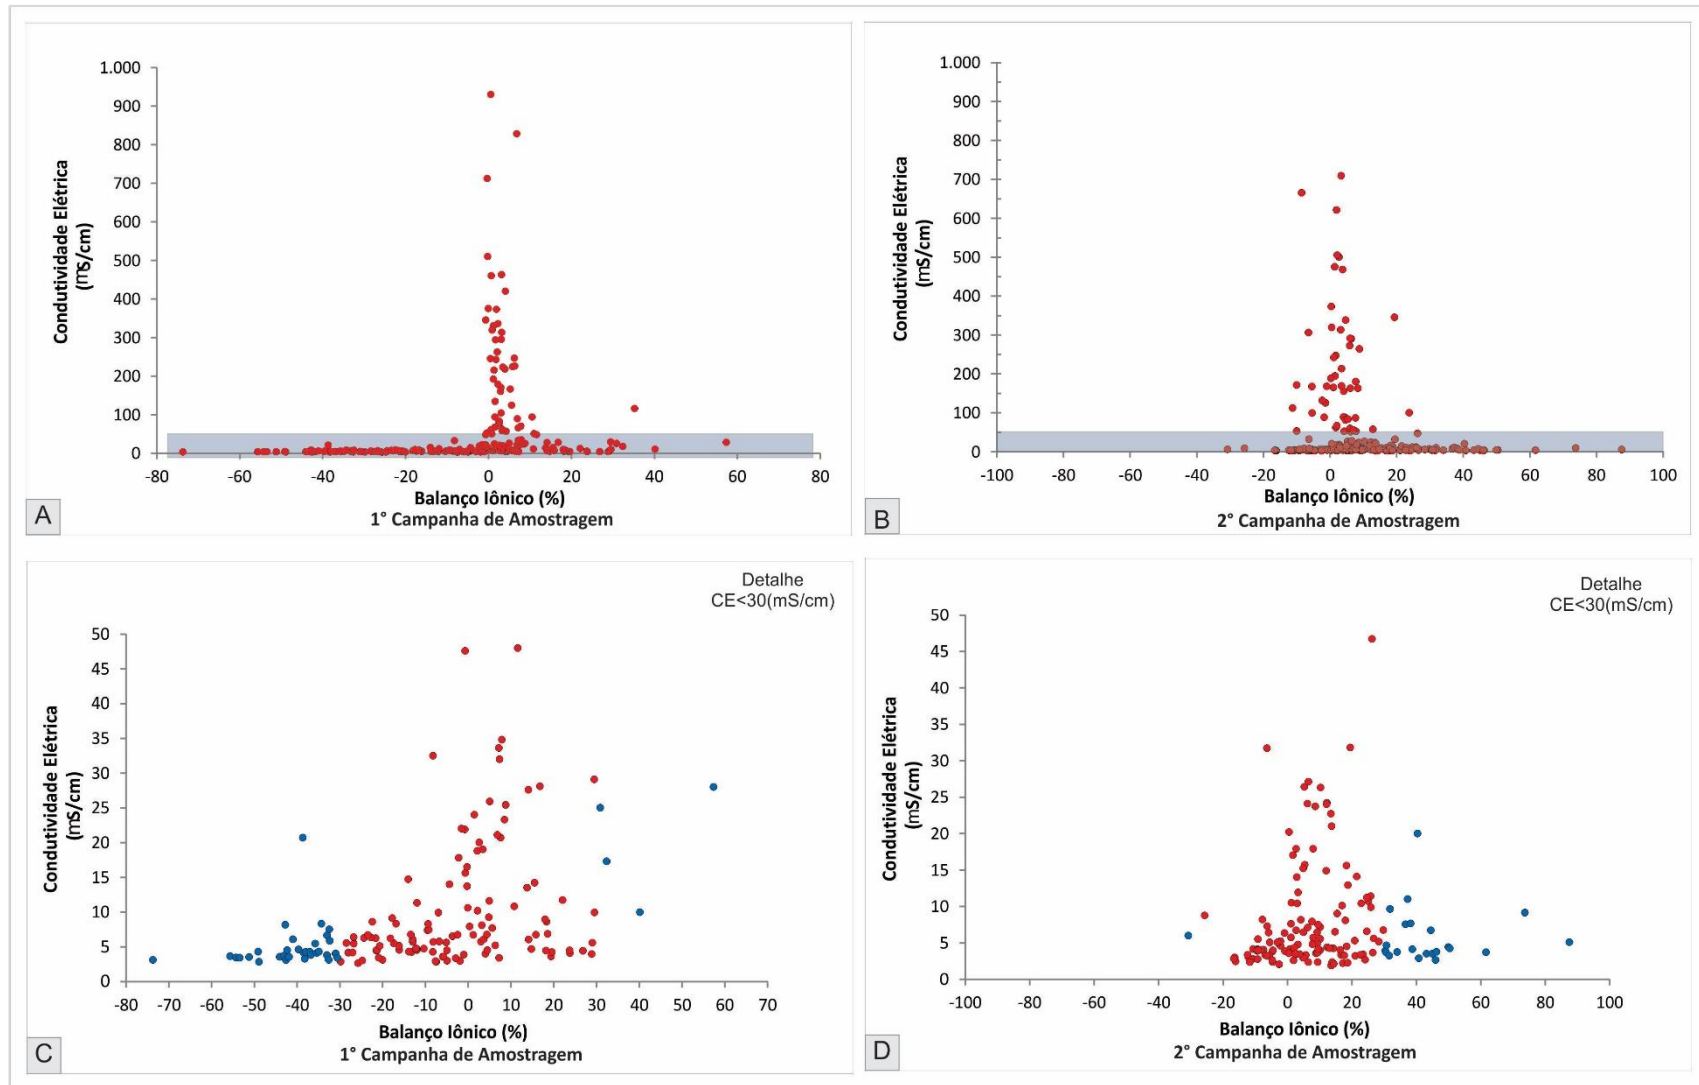 1.000
900
800
700
600
500
400
300
200
100
0
Condutividade Elétrica
(mS/cm)
-80 -60 -40 -20 0 20 40 60 80
Balanço Iônico (%)
1° Campanha de Amostragem
A
1.000
900
800
700
600
500
400
300
200
100
0
Condutividade Elétrica
(mS/cm)
-100 -80 -60 -40 -20 0 20 40 60 80 100
Balanço Iônico (%)
2° Campanha de Amostragem
B
Detalhe
CE<30(mS/cm)
50
45
40
35
30
25
20
15
10
5
0
Condutividade Elétrica
(mS/cm)
-80 -70 -60 -50 -40 -30 -20 -10 0 10 20 30 40 50 60 70
Balanço Iônico (%)
1° Campanha de Amostragem
C
Detalhe
CE<30(mS/cm)
50
45
40
35
30
25
20
15
10
5
0
Condutividade Elétrica
(mS/cm)
-100 -80 -60 -40 -20 0 20 40 60 80 100
Balanço Iônico (%)
2° Campanha de Amostragem
D